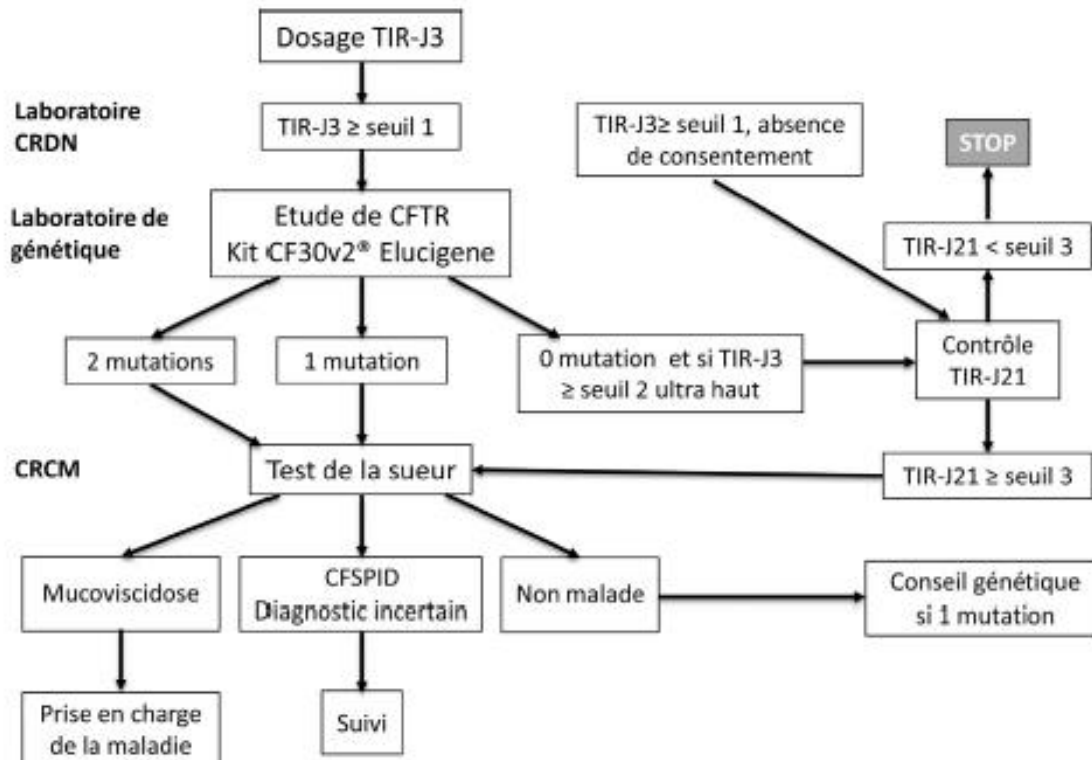 Dosage TIR-J3
Laboratoire
CRDN
TIR-J3 ≥ seuil 1
TIR-J3≥ seuil 1, absence
de consentement
STOP
Laboratoire de
génétique
Etude de CFTR
Kit CF30v2® Elucigene
TIR-J21 < seuil 3
2 mutations
1 mutation
0 mutation et si TIR-J3
≥ seuil 2 ultra haut
Contrôle
TIR-J21
CRCM
Test de la sueur
TIR-J21 ≥ seuil 3
Mucoviscidose
CFSPID
Diagnostic incertain
Non malade
Conseil génétique
si 1 mutation
Prise en charge
de la maladie
Suivi